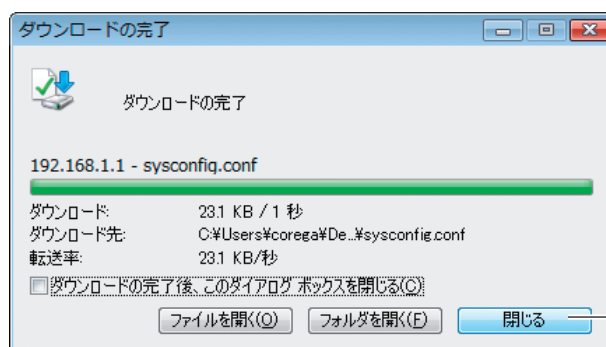 ダウンロードの完了
ダウンロードの完了
192.168.1.1 - sysconfig.conf
ダウンロード: 23.1 KB / 1 秒
ダウンロード先: C:¥Users¥corega¥De...¥sysconfig.conf
転送率: 23.1 KB/秒
ダウンロードの完了後、このダイアログ ボックスを閉じる(C)
ファイルを開く(O) フォルダを開く(F) 閉じる